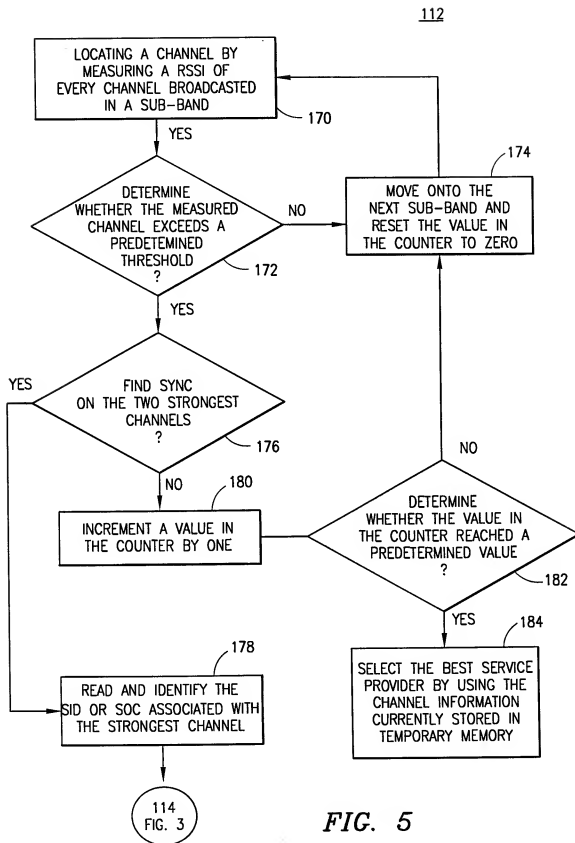 112
LOCATING A CHANNEL BY
MEASURING A RSSI OF
EVERY CHANNEL BROADCASTED
IN A SUB-BAND
170
YES
DETERMINE
WHETHER THE MEASURED
CHANNEL EXCEEDS A
PREDETEMINED
THRESHOLD
?
172
NO
174
MOVE ONTO THE
NEXT SUB-BAND AND
RESET THE VALUE IN
THE COUNTER TO ZERO
YES
YES
FIND SYNC
ON THE TWO STRONGEST
CHANNELS
?
176
NO
180
INCREMENT A VALUE IN
THE COUNTER BY ONE
NO
DETERMINE
WHETHER THE VALUE IN
THE COUNTER REACHED A
PREDETERMINED VALUE
?
182
YES
184
SELECT THE BEST SERVICE
PROVIDER BY USING THE
CHANNEL INFORMATION
CURRENTLY STORED IN
TEMPORARY MEMORY
178
READ AND IDENTIFY THE
SID OR SOC ASSOCIATED WITH
THE STRONGEST CHANNEL
114
FIG. 3
FIG. 5